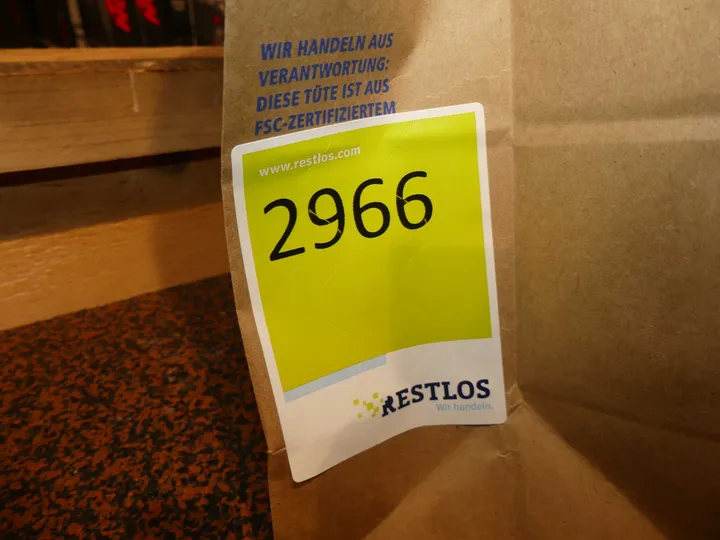 WIR HANDELN AUS
VERANTWORTUNG:
DIESE TÜTE IST AUS
FSC-ZERTIFIZIERTEM
www.restlos.com
2966
RESTLOS
Wir handeln.